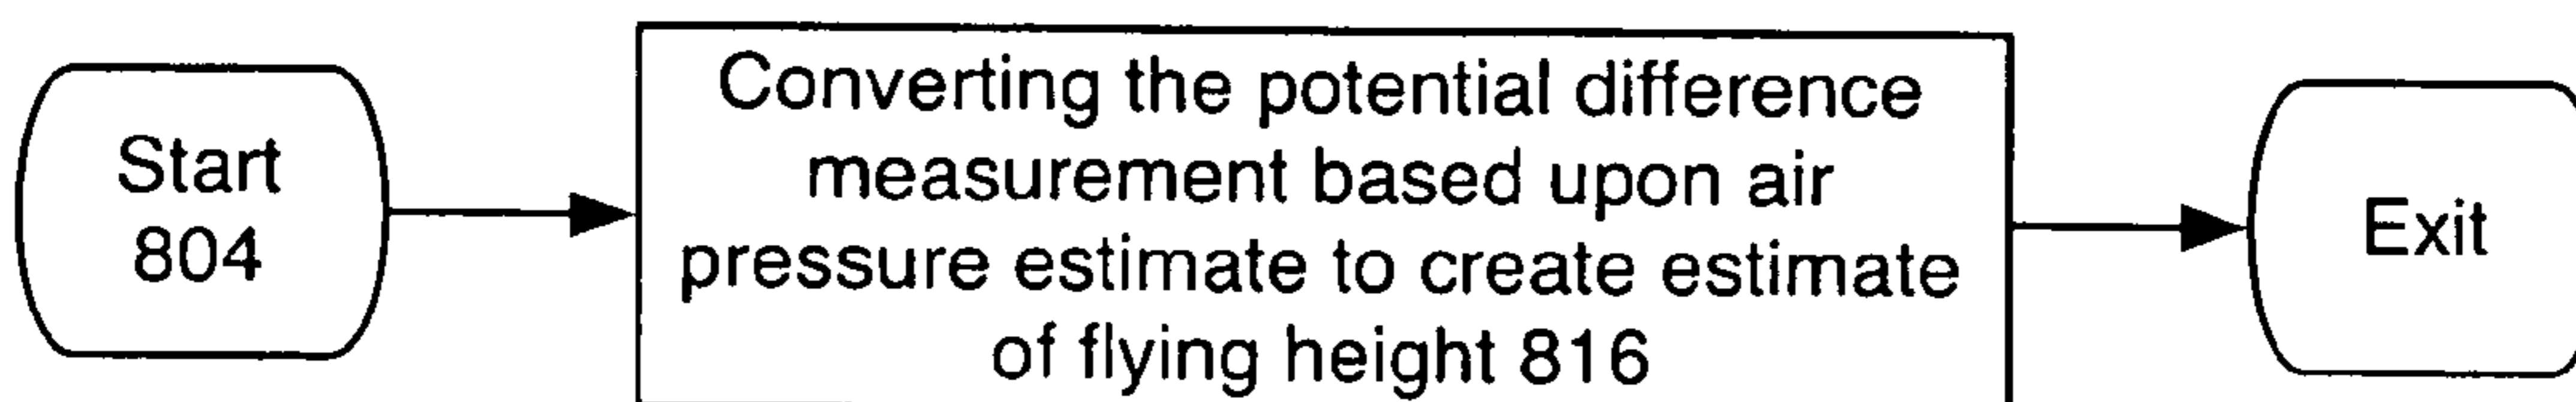 Start
804
Converting the potential difference
measurement based upon air
pressure estimate to create estimate
of flying height 816
Exit